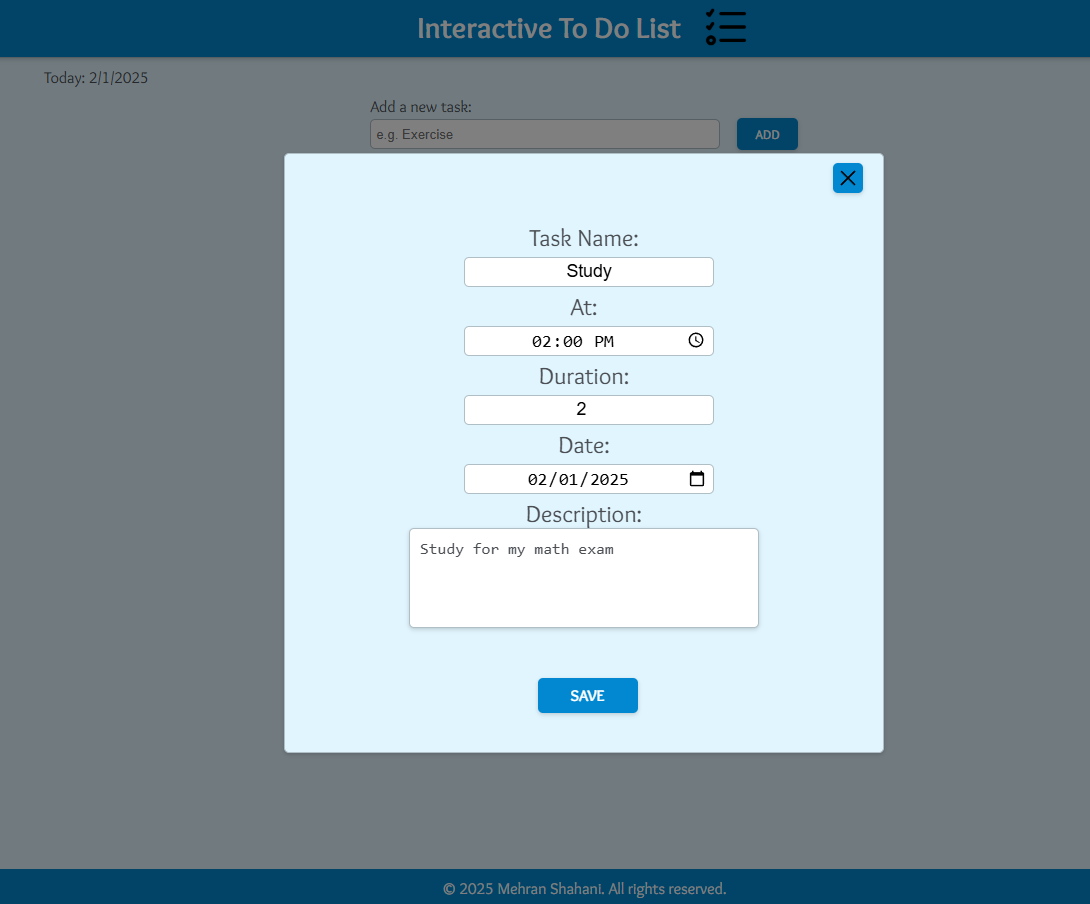 Interactive To Do List
Today: 2/1/2025
Add a new task:
e.g. Exercise
ADD
Task Name:
Study
At:
02:00 PM
Duration:
2
Date:
02/01/2025
Description:
Study for my math exam
SAVE
© 2025 Mehran Shahani. All rights reserved.